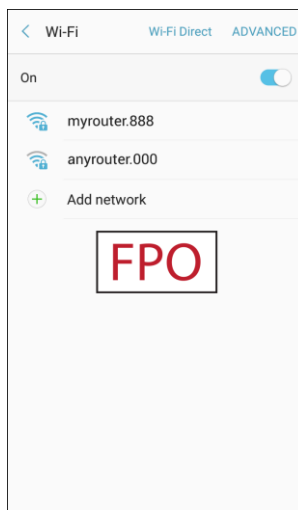 Wi-Fi Wi-Fi Direct ADVANCED
On
myrouter.888
anyrouter.000
Add network
FPO